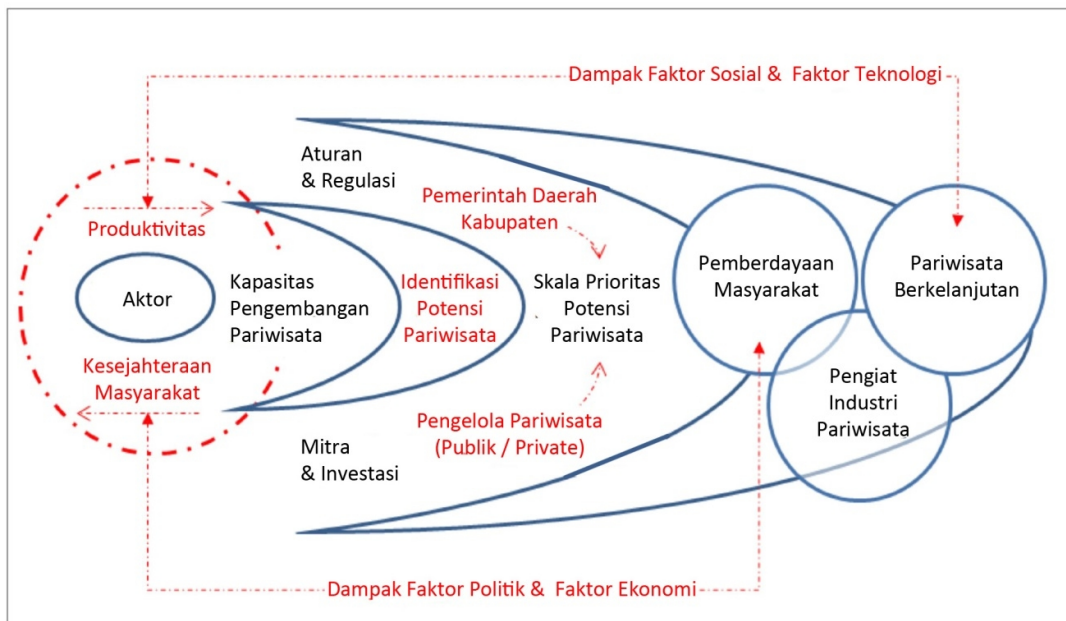 Dampak Faktor Sosial & Faktor Teknologi
Aturan
& Regulasi
Pemerintah Daerah
Kabupaten
Produktivitas
Aktor
Kapasitas
Pengembangan
Pariwisata
Identifikasi
Potensi
Pariwisata
Skala Prioritas
Potensi
Pariwisata
Pemberdayaan
Masyarakat
Pariwisata
Berkelanjutan
Kesejahteraan
Masyarakat
Pengelola Pariwisata
(Publik / Private)
Pengiat
Industri
Pariwisata
Mitra
& Investasi
Dampak Faktor Politik & Faktor Ekonomi